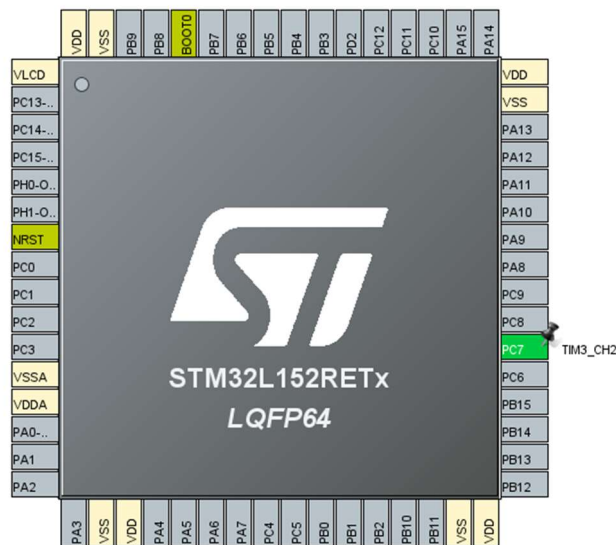 VDD
VSS
PB9
PB8
BOOT0
PB7
PB6
PB5
PB4
PB3
PD2
PC12
PC11
PC10
PA15
PA14
VLCD
PC13-..
PC14-..
PC15-..
PH0-O..
PH1-O..
NRST
PC0
PC1
PC2
PC3
VSSA
VDDA
PA0-..
PA1
PA2
ST
STM32L152RETx
LQFP64
VDD
VSS
PA13
PA12
PA11
PA10
PA9
PA8
PC9
PC8
PC7 TIM3_CH2
PC6
PB15
PB14
PB13
PB12
PA3
VSS
VDD
PA4
PA5
PA6
PA7
PC4
PC5
PB0
PB1
PB2
PB10
PB11
VSS
VDD